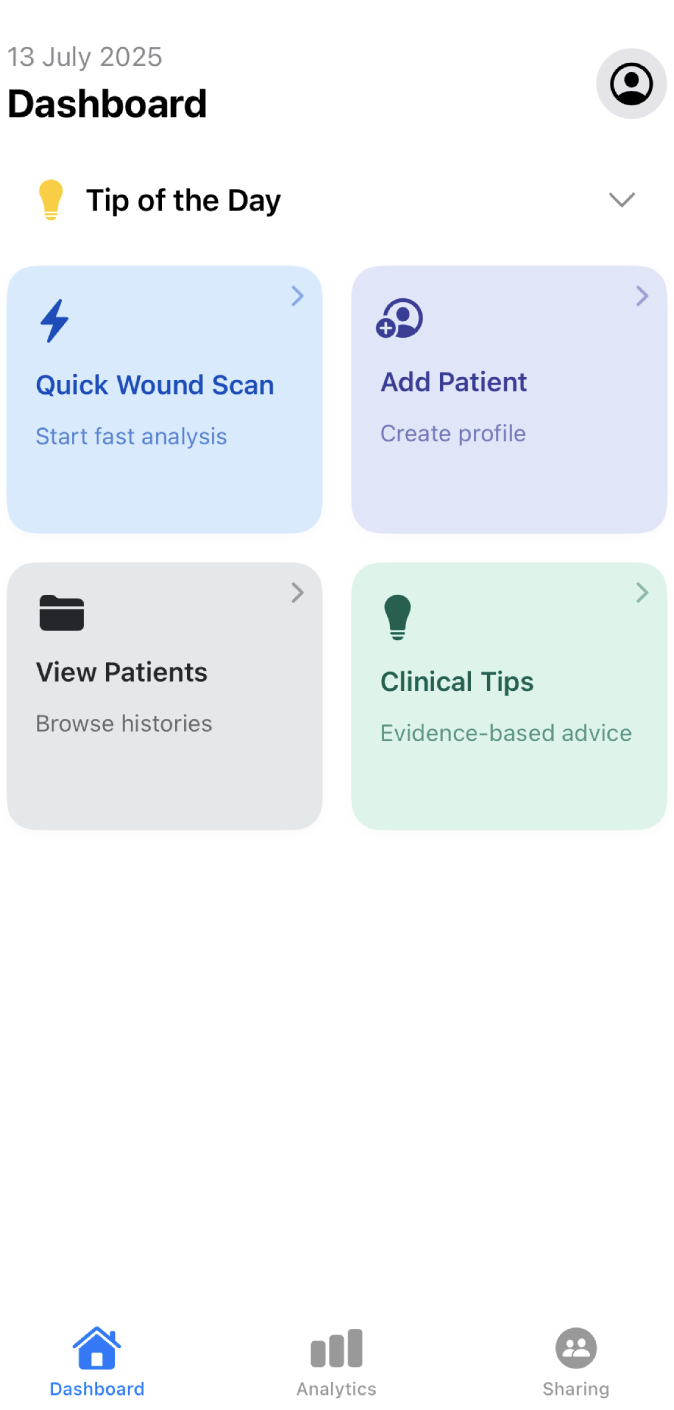 13 July 2025
Dashboard
Tip of the Day
Quick Wound Scan
Start fast analysis
Add Patient
Create profile
View Patients
Browse histories
Clinical Tips
Evidence-based advice
Dashboard
Analytics
Sharing